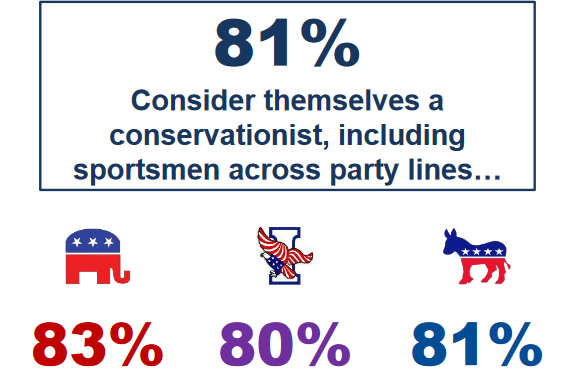 81%
Consider themselves a
conservationist, including
sportsmen across party lines…
I
83% 80% 81%